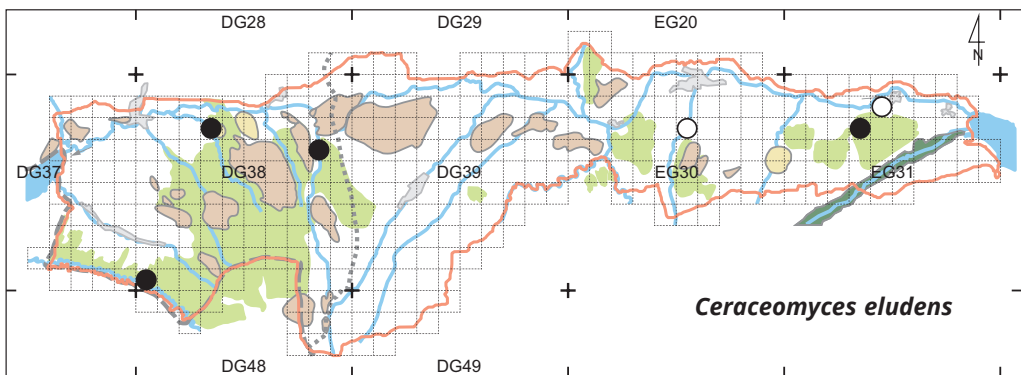 DG28 DG29 EG20
N
DG37 DG38 DG39 EG30 EG31
Ceraceomyces eludens
DG48 DG49